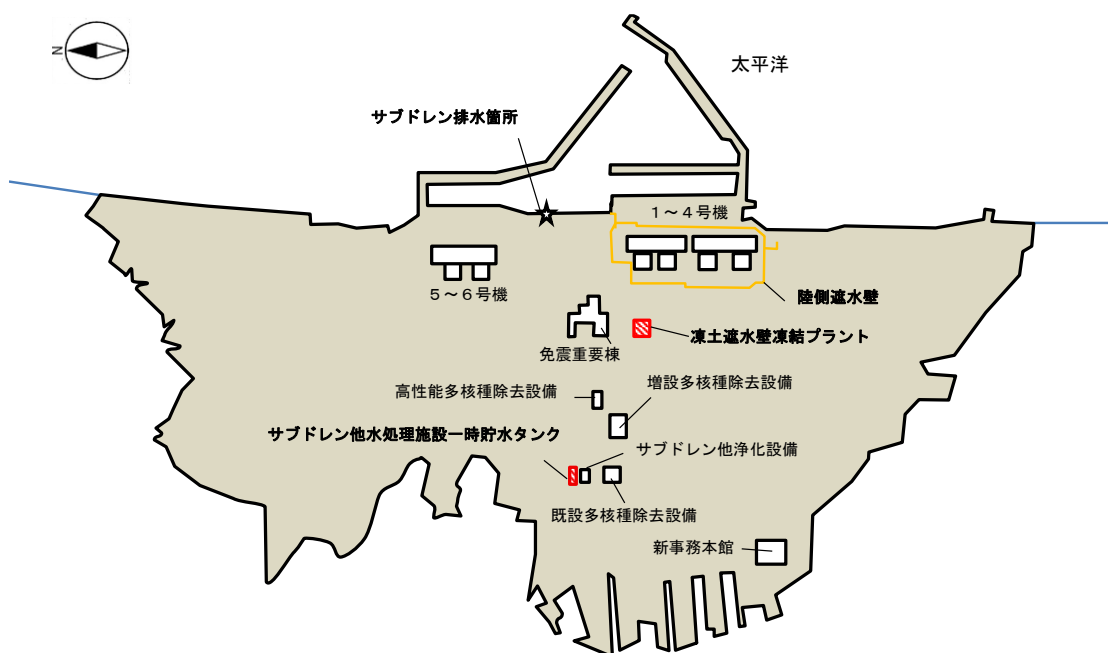 N
太平洋
サブドレン排水箇所
1～4号機
5～6号機
陸側遮水壁
凍土遮水壁凍結プラント
免震重要棟
高性能多核種除去設備
増設多核種除去設備
サブドレン他水処理施設一時貯水タンク
サブドレン他浄化設備
既設多核種除去設備
新事務本館